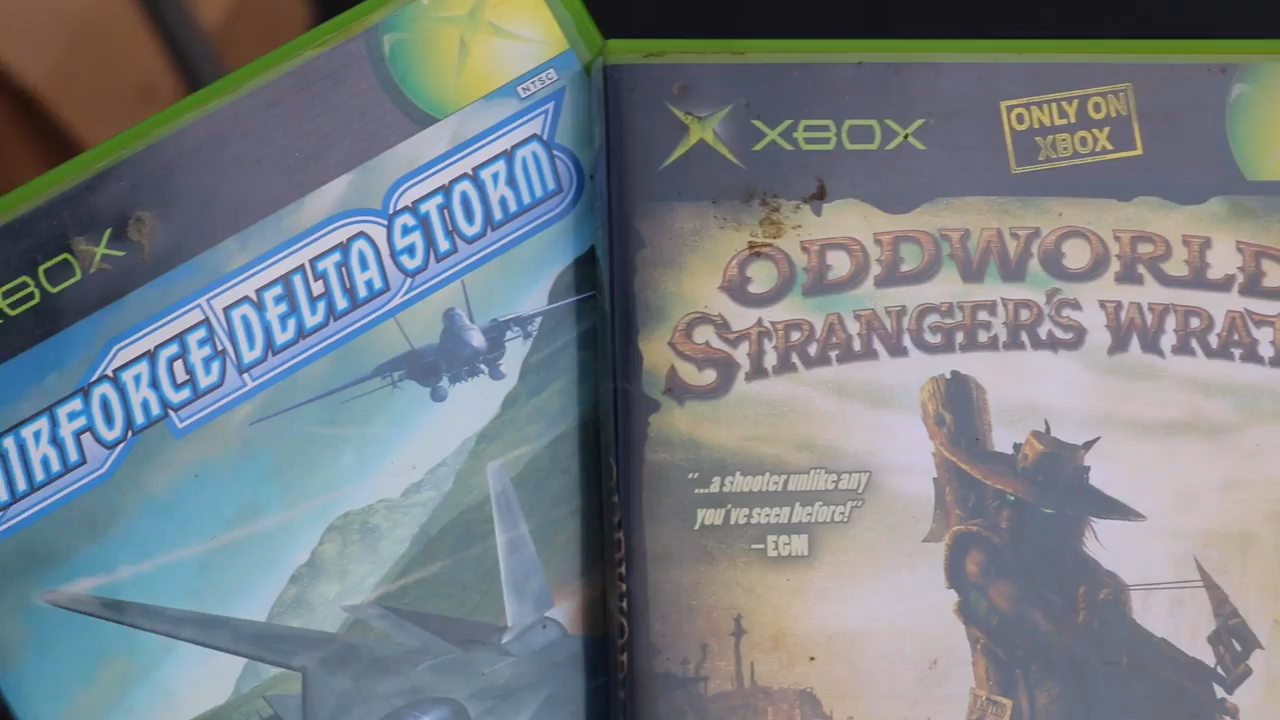 NTSC
XBOX
AIRFORCE DELTA STORM
XBOX
ONLY ON
XBOX
ODDWORLD
STRANGER'S WRAT
"...a shooter unlike any
you've seen before!"
–EGM